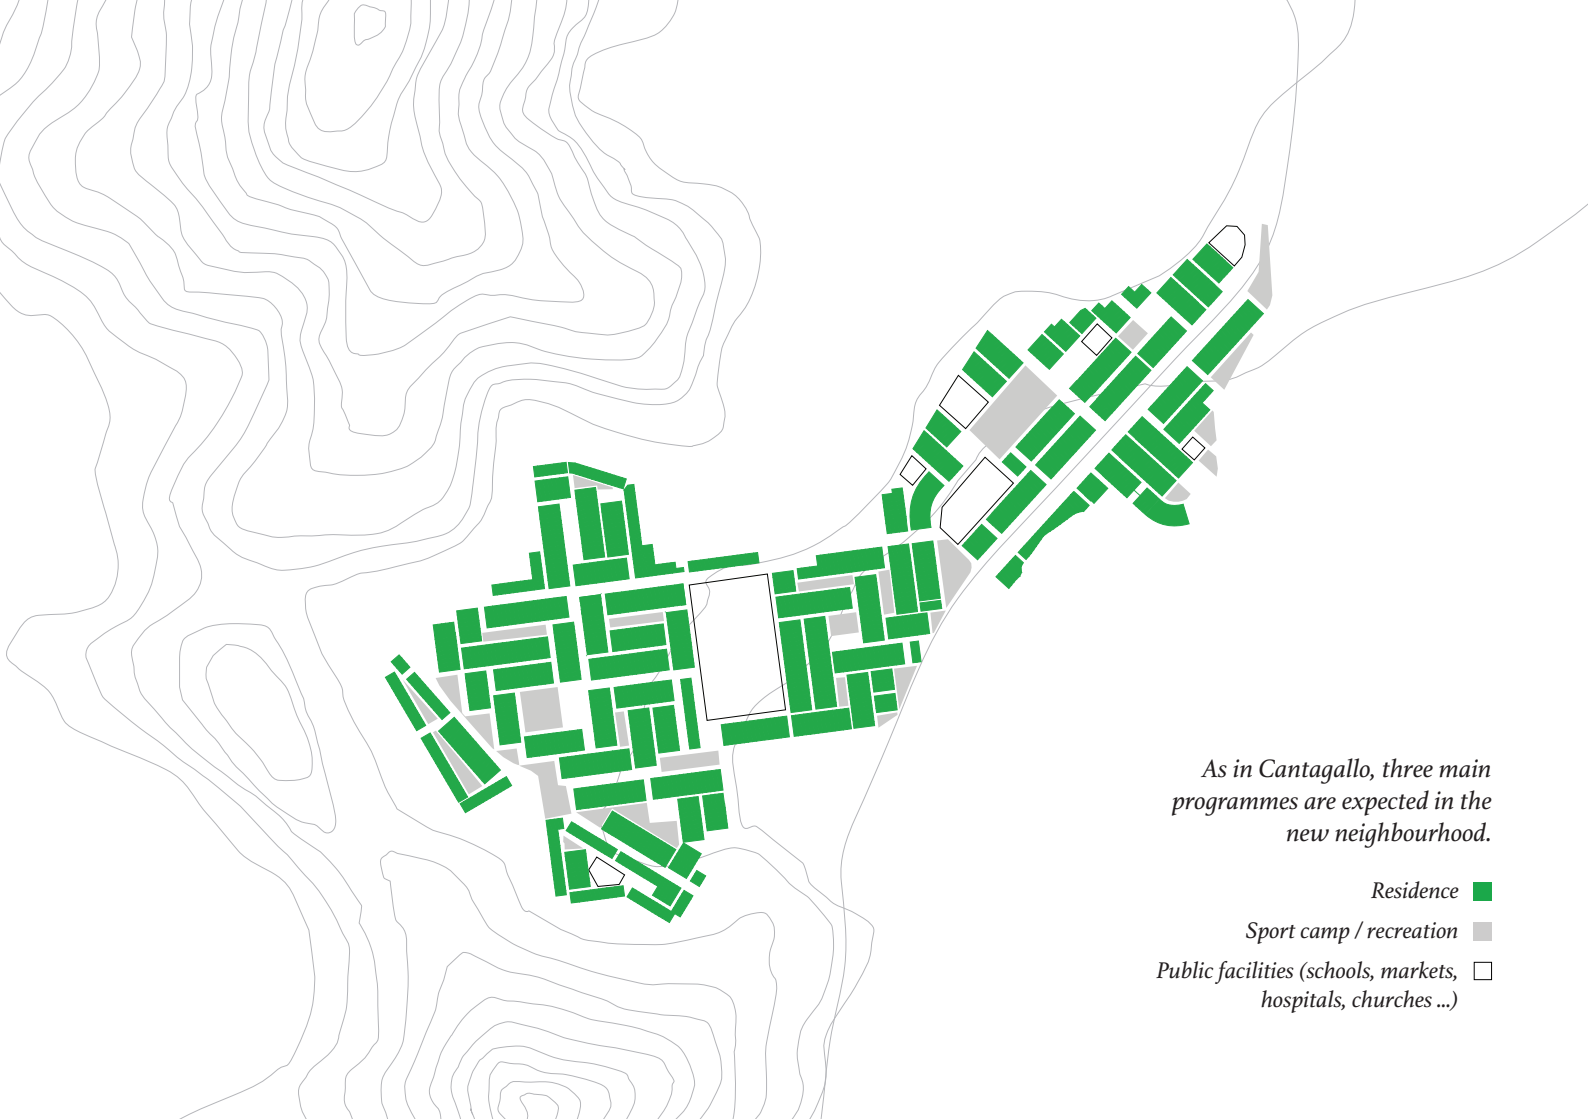 As in Cantagallo, three main
programmes are expected in the
new neighbourhood.
Residence
Sport camp / recreation
Public facilities (schools, markets,
hospitals, churches ...)